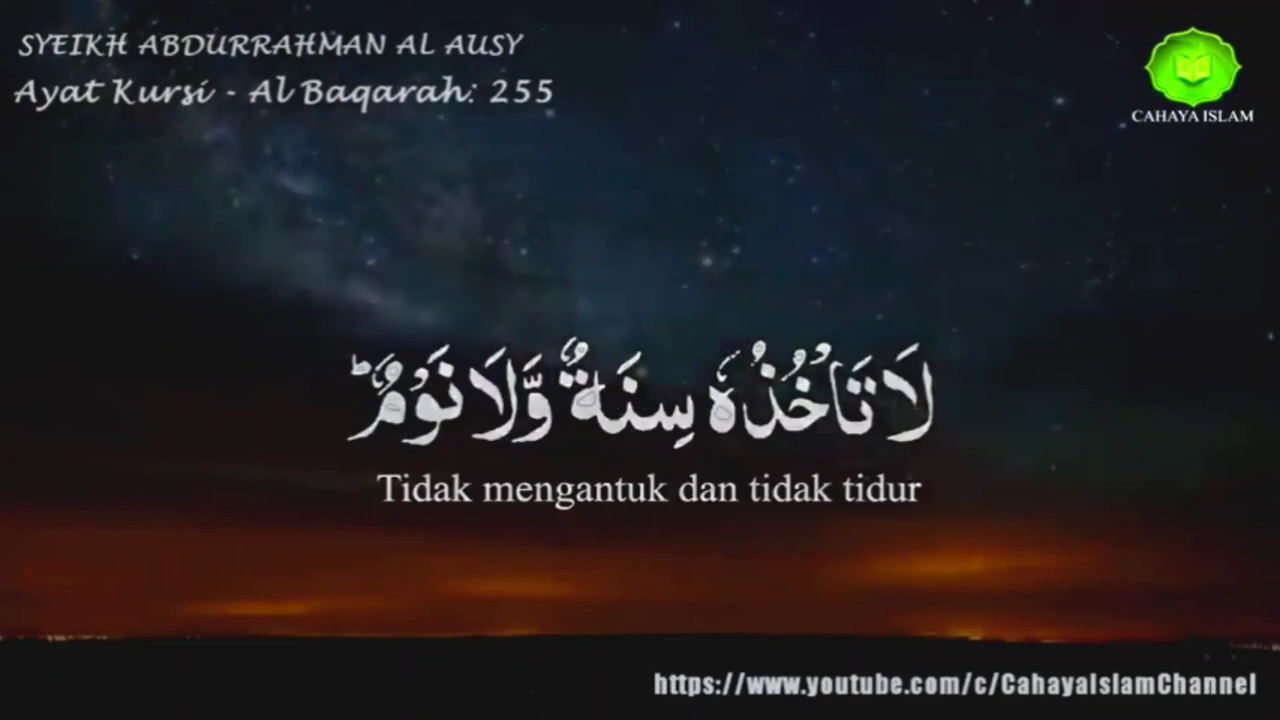 SYEIKH ABDURRAHMAN AL AUSY
Ayat Kursi - Al Baqarah: 255
CAHAYA ISLAM
لَا تَأْخُذُهٗ سِنَةٌ وَّلَا نَوْمٌ ۗ
Tidak mengantuk dan tidak tidur
https://www.youtube.com/c/CahayaIslamChannel